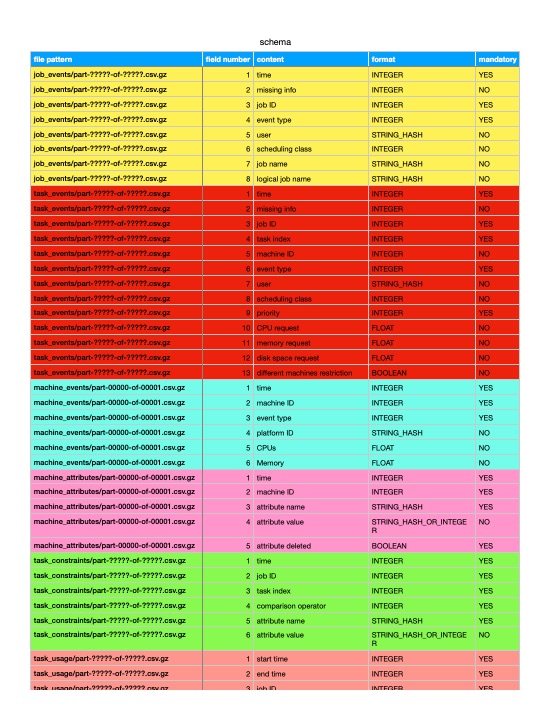 schema
file pattern field number content format mandatory
job_events/part-?????-of-?????.csv.gz 1 time INTEGER YES
job_events/part-?????-of-?????.csv.gz 2 missing info INTEGER NO
job_events/part-?????-of-?????.csv.gz 3 job ID INTEGER YES
job_events/part-?????-of-?????.csv.gz 4 event type INTEGER YES
job_events/part-?????-of-?????.csv.gz 5 user STRING_HASH NO
job_events/part-?????-of-?????.csv.gz 6 scheduling class INTEGER NO
job_events/part-?????-of-?????.csv.gz 7 job name STRING_HASH NO
job_events/part-?????-of-?????.csv.gz 8 logical job name STRING_HASH NO
task_events/part-?????-of-?????.csv.gz 1 time INTEGER YES
task_events/part-?????-of-?????.csv.gz 2 missing info INTEGER NO
task_events/part-?????-of-?????.csv.gz 3 job ID INTEGER YES
task_events/part-?????-of-?????.csv.gz 4 task index INTEGER YES
task_events/part-?????-of-?????.csv.gz 5 machine ID INTEGER NO
task_events/part-?????-of-?????.csv.gz 6 event type INTEGER YES
task_events/part-?????-of-?????.csv.gz 7 user STRING_HASH NO
task_events/part-?????-of-?????.csv.gz 8 scheduling class INTEGER NO
task_events/part-?????-of-?????.csv.gz 9 priority INTEGER YES
task_events/part-?????-of-?????.csv.gz 10 CPU request FLOAT NO
task_events/part-?????-of-?????.csv.gz 11 memory request FLOAT NO
task_events/part-?????-of-?????.csv.gz 12 disk space request FLOAT NO
task_events/part-?????-of-?????.csv.gz 13 different machines restriction BOOLEAN NO
machine_events/part-00000-of-00001.csv.gz 1 time INTEGER YES
machine_events/part-00000-of-00001.csv.gz 2 machine ID INTEGER YES
machine_events/part-00000-of-00001.csv.gz 3 event type INTEGER YES
machine_events/part-00000-of-00001.csv.gz 4 platform ID STRING_HASH NO
machine_events/part-00000-of-00001.csv.gz 5 CPUs FLOAT NO
machine_events/part-00000-of-00001.csv.gz 6 Memory FLOAT NO
machine_attributes/part-00000-of-00001.csv.gz 1 time INTEGER YES
machine_attributes/part-00000-of-00001.csv.gz 2 machine ID INTEGER YES
machine_attributes/part-00000-of-00001.csv.gz 3 attribute name STRING_HASH YES
machine_attributes/part-00000-of-00001.csv.gz 4 attribute value STRING_HASH_OR_INTEGE NO
R
machine_attributes/part-00000-of-00001.csv.gz 5 attribute deleted BOOLEAN YES
task_constraints/part-?????-of-?????.csv.gz 1 time INTEGER YES
task_constraints/part-?????-of-?????.csv.gz 2 job ID INTEGER YES
task_constraints/part-?????-of-?????.csv.gz 3 task index INTEGER YES
task_constraints/part-?????-of-?????.csv.gz 4 comparison operator INTEGER YES
task_constraints/part-?????-of-?????.csv.gz 5 attribute name STRING_HASH YES
task_constraints/part-?????-of-?????.csv.gz 6 attribute value STRING_HASH_OR_INTEGE NO
R
task_usage/part-?????-of-?????.csv.gz 1 start time INTEGER YES
task_usage/part-?????-of-?????.csv.gz 2 end time INTEGER YES
task_usage/part-?????-of-?????.csv.gz 3 job ID INTEGER YES